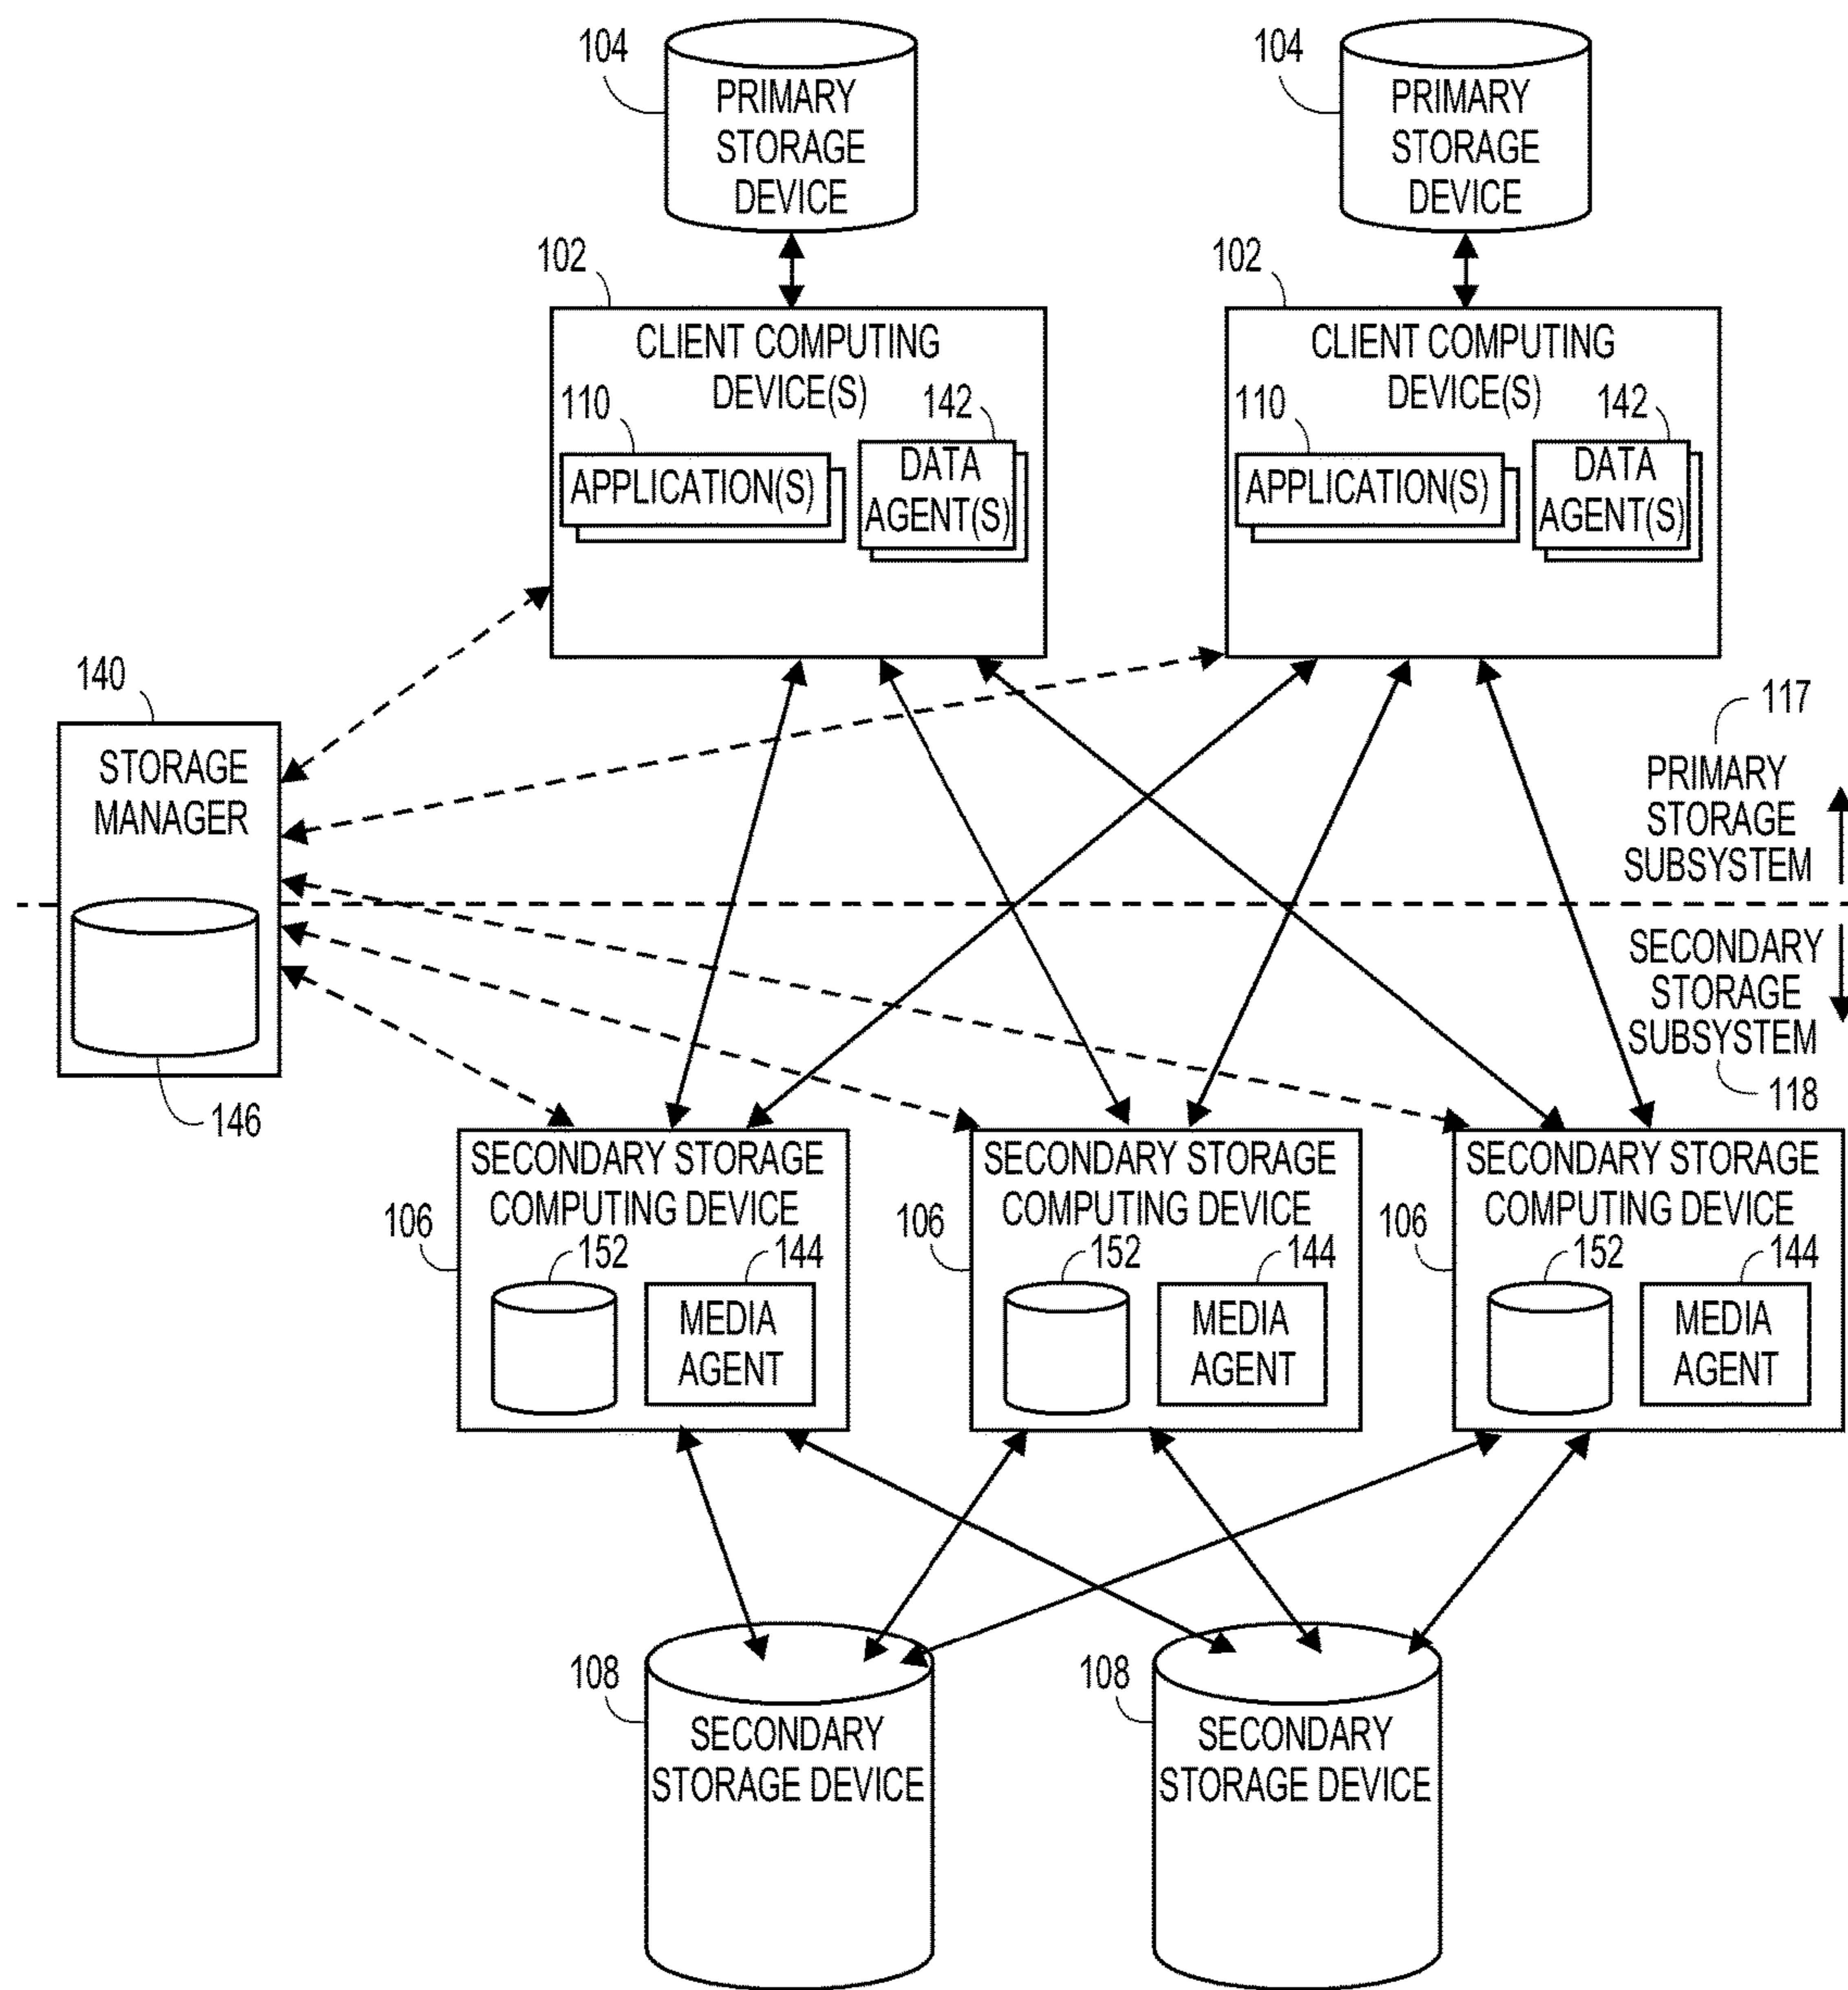 104
PRIMARY
STORAGE
DEVICE
104
PRIMARY
STORAGE
DEVICE
102
CLIENT COMPUTING
DEVICE(S)
110
APPLICATION(S)
142
DATA
AGENT(S)
102
CLIENT COMPUTING
DEVICE(S)
110
APPLICATION(S)
142
DATA
AGENT(S)
140
STORAGE
MANAGER
146
117
PRIMARY
STORAGE
SUBSYSTEM
SECONDARY
STORAGE
SUBSYSTEM
118
106
SECONDARY STORAGE
COMPUTING DEVICE
152
144
MEDIA
AGENT
106
SECONDARY STORAGE
COMPUTING DEVICE
152
144
MEDIA
AGENT
106
SECONDARY STORAGE
COMPUTING DEVICE
152
144
MEDIA
AGENT
108
SECONDARY
STORAGE DEVICE
108
SECONDARY
STORAGE DEVICE